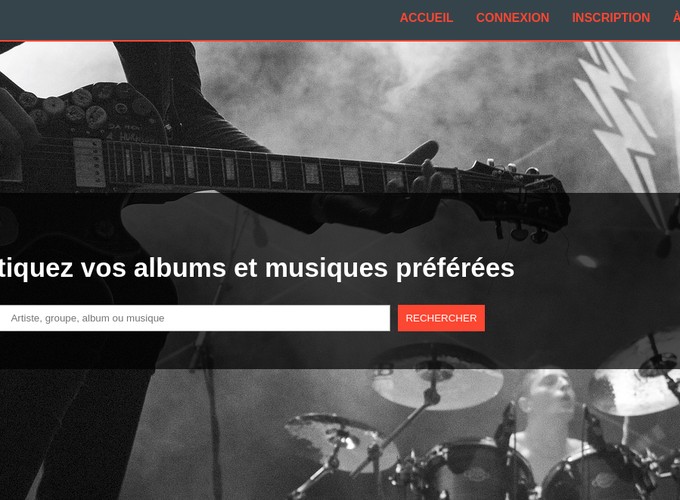 ACCUEIL CONNEXION INSCRIPTION À
tiquez vos albums et musiques préférées
Artiste, groupe, album ou musique RECHERCHER